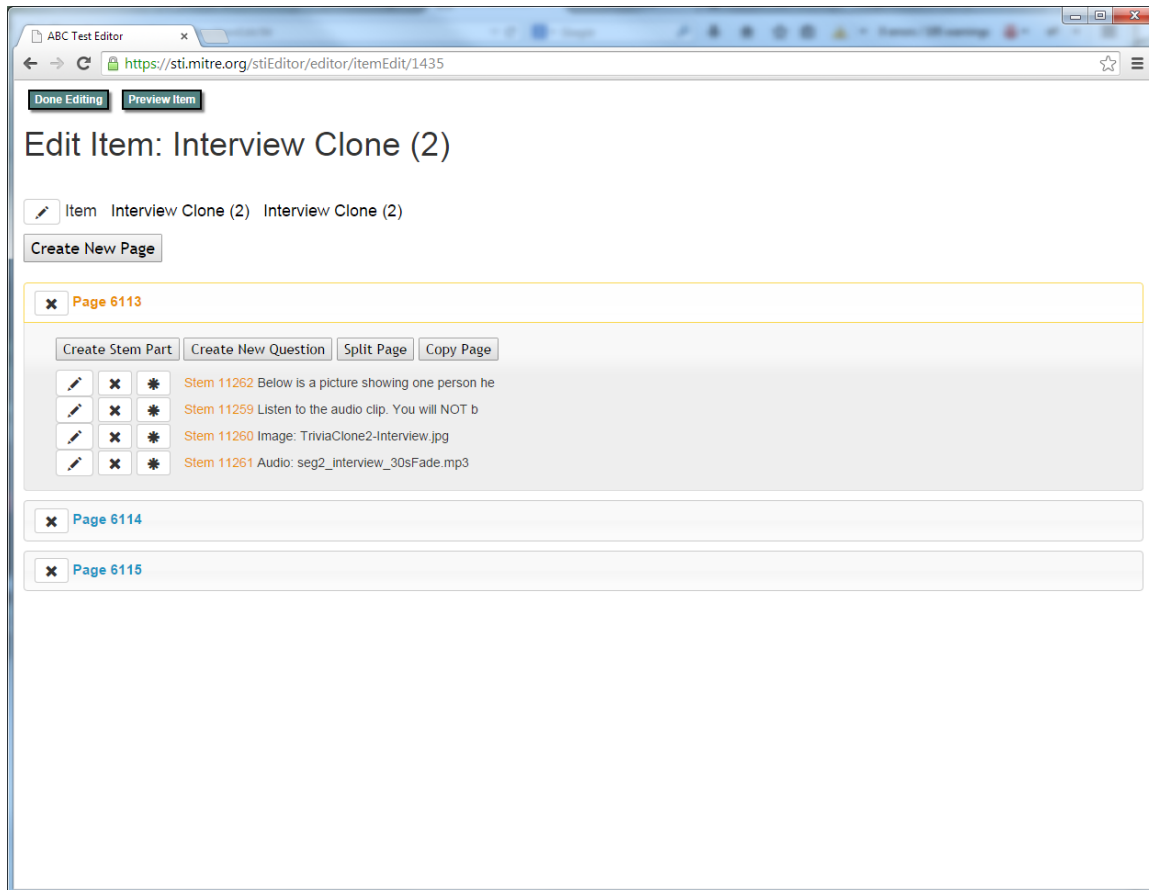 ABC Test Editor
https://sti.mitre.org/stiEditor/editor/itemEdit/1435
Done Editing Preview Item
Edit Item: Interview Clone (2)
Item Interview Clone (2) Interview Clone (2)
Create New Page
Page 6113
Create Stem Part Create New Question Split Page Copy Page
Stem 11262 Below is a picture showing one person he
Stem 11259 Listen to the audio clip. You will NOT b
Stem 11260 Image: TriviaClone2-Interview.jpg
Stem 11261 Audio: seg2_interview_30sFade.mp3
Page 6114
Page 6115